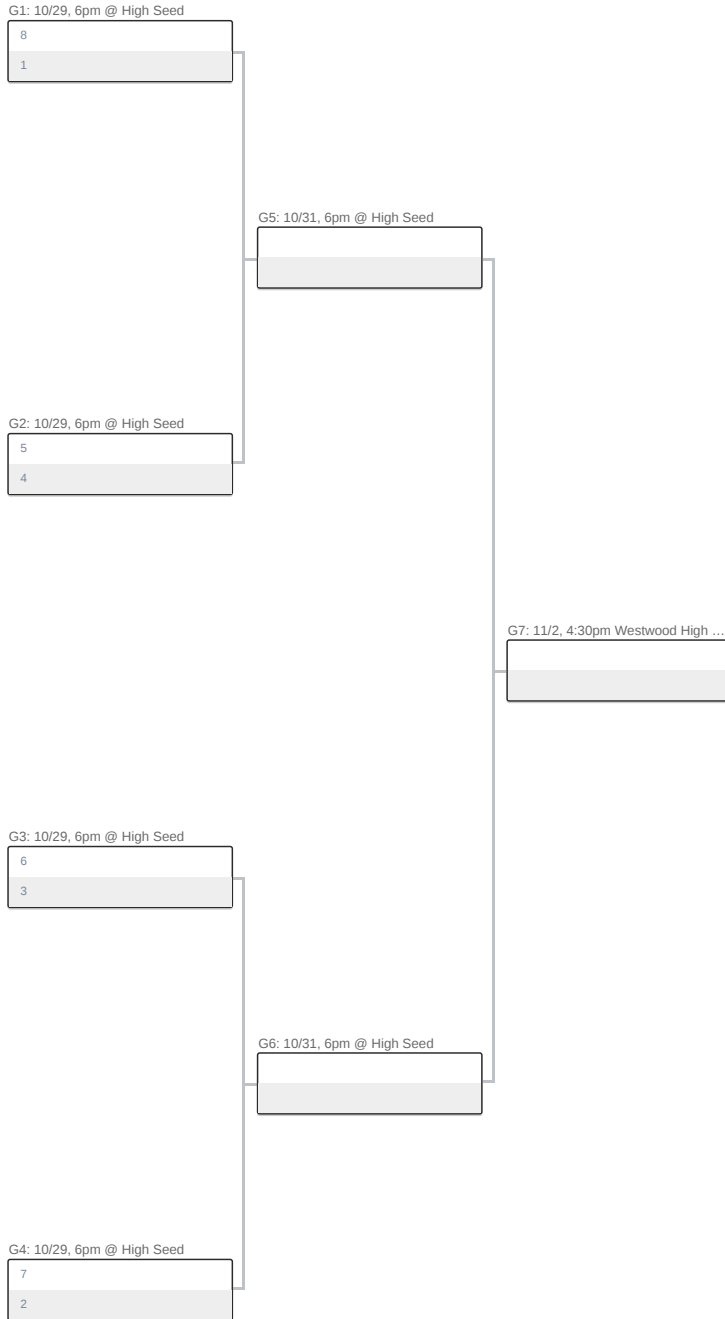 G1: 10/29, 6pm @ High Seed
8
1
G5: 10/31, 6pm @ High Seed
G2: 10/29, 6pm @ High Seed
5
4
G7: 11/2, 4:30pm Westwood High ...
G3: 10/29, 6pm @ High Seed
6
3
G6: 10/31, 6pm @ High Seed
G4: 10/29, 6pm @ High Seed
7
2